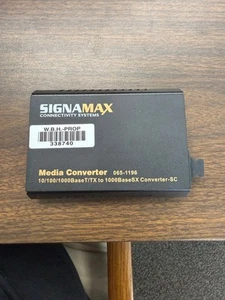 SIGNAMAX
CONNECTIVITY SYSTEMS
W.B.H.-PROP
338740
Media Converter 065-1196
10/100/1000BaseT/TX to 1000BaseSX Converter-SC